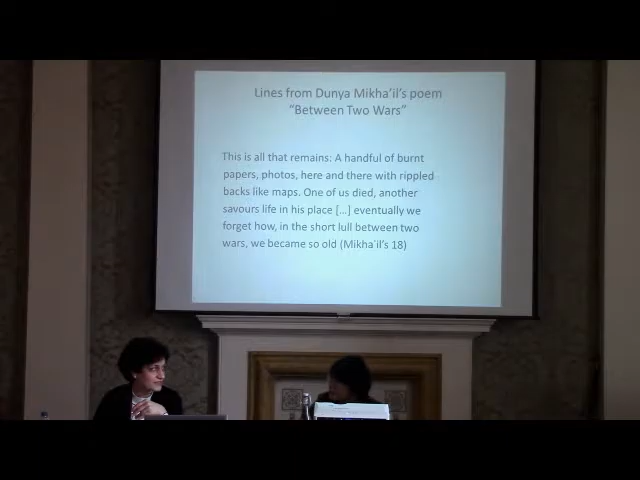 Lines from Dunya Mikha'il's poem
"Between Two Wars"
This is all that remains: A handful of burnt
papers, photos, here and there with rippled
backs like maps. One of us died, another
savours life in his place [...] eventually we
forget how, in the short lull between two
wars, we became so old (Mikha`il's 18)